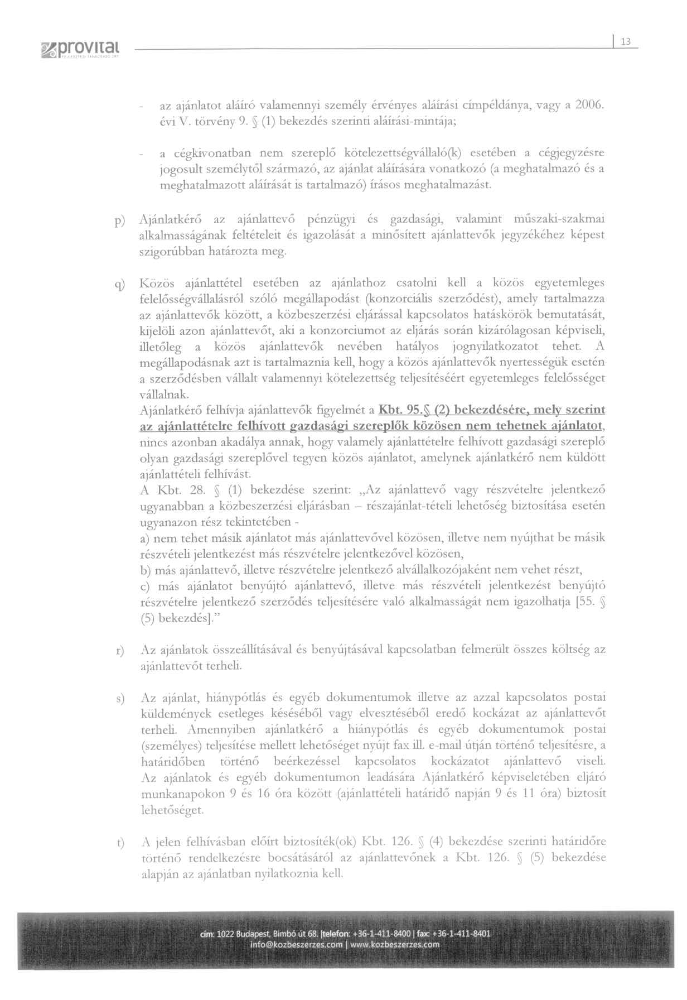 provital
FEJLESZTÉSI TANÁCSADÓ ZRT.
13
- az ajánlatot aláíró valamennyi személy érvényes aláírási címpéldánya, vagy a 2006.
évi V. törvény 9. § (1) bekezdés szerinti aláírási-mintája;
- a cégkivonatban nem szereplő kötelezettségvállaló(k) esetében a cégjegyzésre
jogosult személytől származó, az ajánlat aláírására vonatkozó (a meghatalmazó és a
meghatalmazott aláírását is tartalmazó) írásos meghatalmazást.
p) Ajánlatkérő az ajánlattevő pénzügyi és gazdasági, valamint műszaki-szakmai
alkalmasságának feltételeit és igazolását a minősített ajánlattevők jegyzékéhez képest
szigorúbban határozta meg.
q) Közös ajánlattétel esetében az ajánlathoz csatolni kell a közös egyetemleges
felelősségvállalásról szóló megállapodást (konzorciális szerződést), amely tartalmazza
az ajánlattevők között, a közbeszerzési eljárással kapcsolatos hatáskörök bemutatását,
kijelöli azon ajánlattevőt, aki a konzorciumot az eljárás során kizárólagosan képviseli,
illetőleg a közös ajánlattevők nevében hatályos jognyilatkozatot tehet. A
megállapodásnak azt is tartalmaznia kell, hogy a közös ajánlattevők nyertességük esetén
a szerződésben vállalt valamennyi kötelezettség teljesítéséért egyetemleges felelősséget
vállalnak.
Ajánlatkérő felhívja ajánlattevők figyelmét a Kbt. 95.§ (2) bekezdésére, mely szerint
az ajánlattételre felhívott gazdasági szereplők közösen nem tehetnek ajánlatot,
nincs azonban akadálya annak, hogy valamely ajánlattételre felhívott gazdasági szereplő
olyan gazdasági szereplővel tegyen közös ajánlatot, amelynek ajánlatkérő nem küldött
ajánlattételi felhívást.
A Kbt. 28. § (1) bekezdése szerint: „Az ajánlattevő vagy részvételre jelentkező
ugyanabban a közbeszerzési eljárásban – részajánlat-tételi lehetőség biztosítása esetén
ugyanazon rész tekintetében -
a) nem tehet másik ajánlatot más ajánlattevővel közösen, illetve nem nyújthat be másik
részvételi jelentkezést más részvételre jelentkezővel közösen,
b) más ajánlattevő, illetve részvételre jelentkező alvállalkozójaként nem vehet részt,
c) más ajánlatot benyújtó ajánlattevő, illetve más részvételi jelentkezést benyújtó
részvételre jelentkező szerződés teljesítésére való alkalmasságát nem igazolhatja [55. §
(5) bekezdés].”
r) Az ajánlatok összeállításával és benyújtásával kapcsolatban felmerült összes költség az
ajánlattevőt terheli.
s) Az ajánlat, hiánypótlás és egyéb dokumentumok illetve az azzal kapcsolatos postai
küldemények esetleges késéséből vagy elvesztéséből eredő kockázat az ajánlattevőt
terheli. Amennyiben ajánlatkérő a hiánypótlás és egyéb dokumentumok postai
(személyes) teljesítése mellett lehetőséget nyújt fax ill. e-mail útján történő teljesítésre, a
határidőben történő beérkezéssel kapcsolatos kockázatot ajánlattevő viseli.
Az ajánlatok és egyéb dokumentumon leadására Ajánlatkérő képviseletében eljáró
munkanapokon 9 és 16 óra között (ajánlattételi határidő napján 9 és 11 óra) biztosít
lehetőséget.
t) A jelen felhívásban előírt biztosíték(ok) Kbt. 126. § (4) bekezdése szerinti határidőre
történő rendelkezésre bocsátásáról az ajánlattevőnek a Kbt. 126. § (5) bekezdése
alapján az ajánlatban nyilatkoznia kell.
cím: 1022 Budapest, Bimbó út 68. |telefon: +36-1-411-8400 | fax: +36-1-411-8401
info@kozbeszerzes.com | www.kozbeszerzes.com